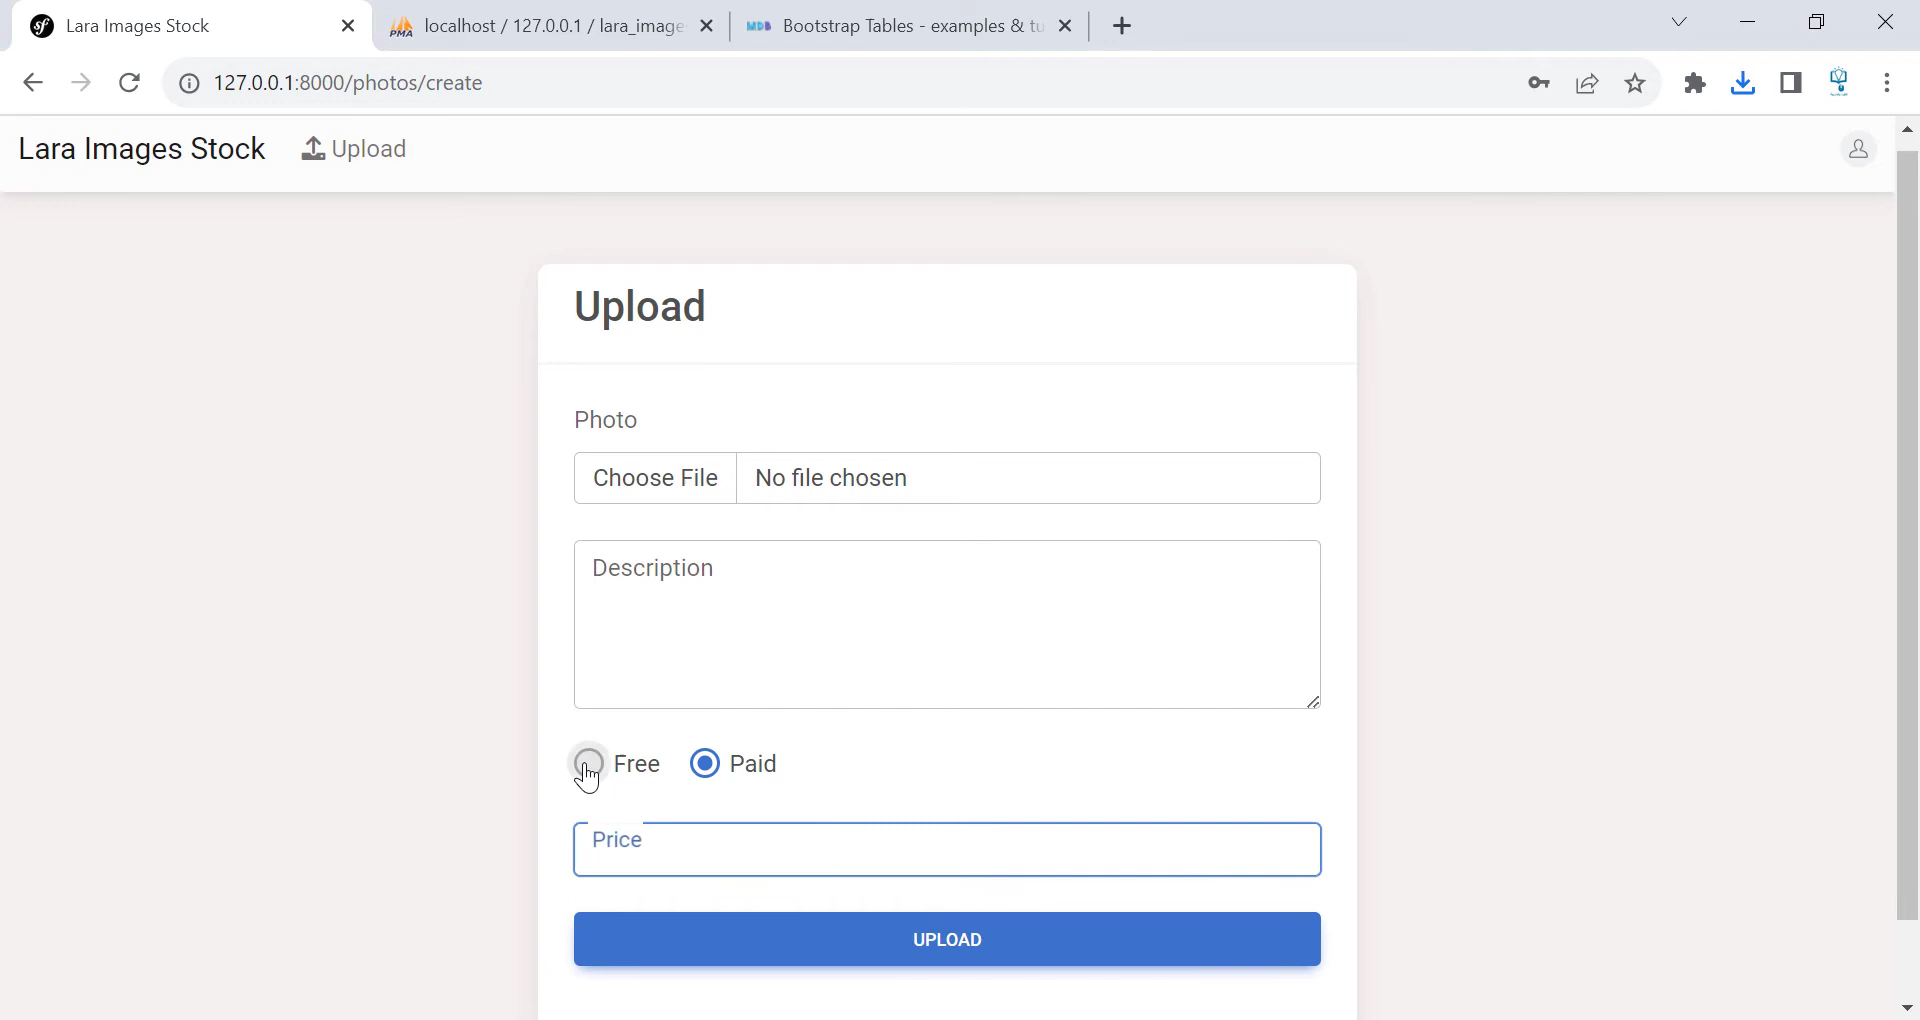 Lara Images Stock
localhost / 127.0.0.1 / lara_image
Bootstrap Tables - examples & tu
127.0.0.1:8000/photos/create
Lara Images Stock
Upload
Upload
Photo
Choose File
No file chosen
Description
Free
Paid
Price
UPLOAD